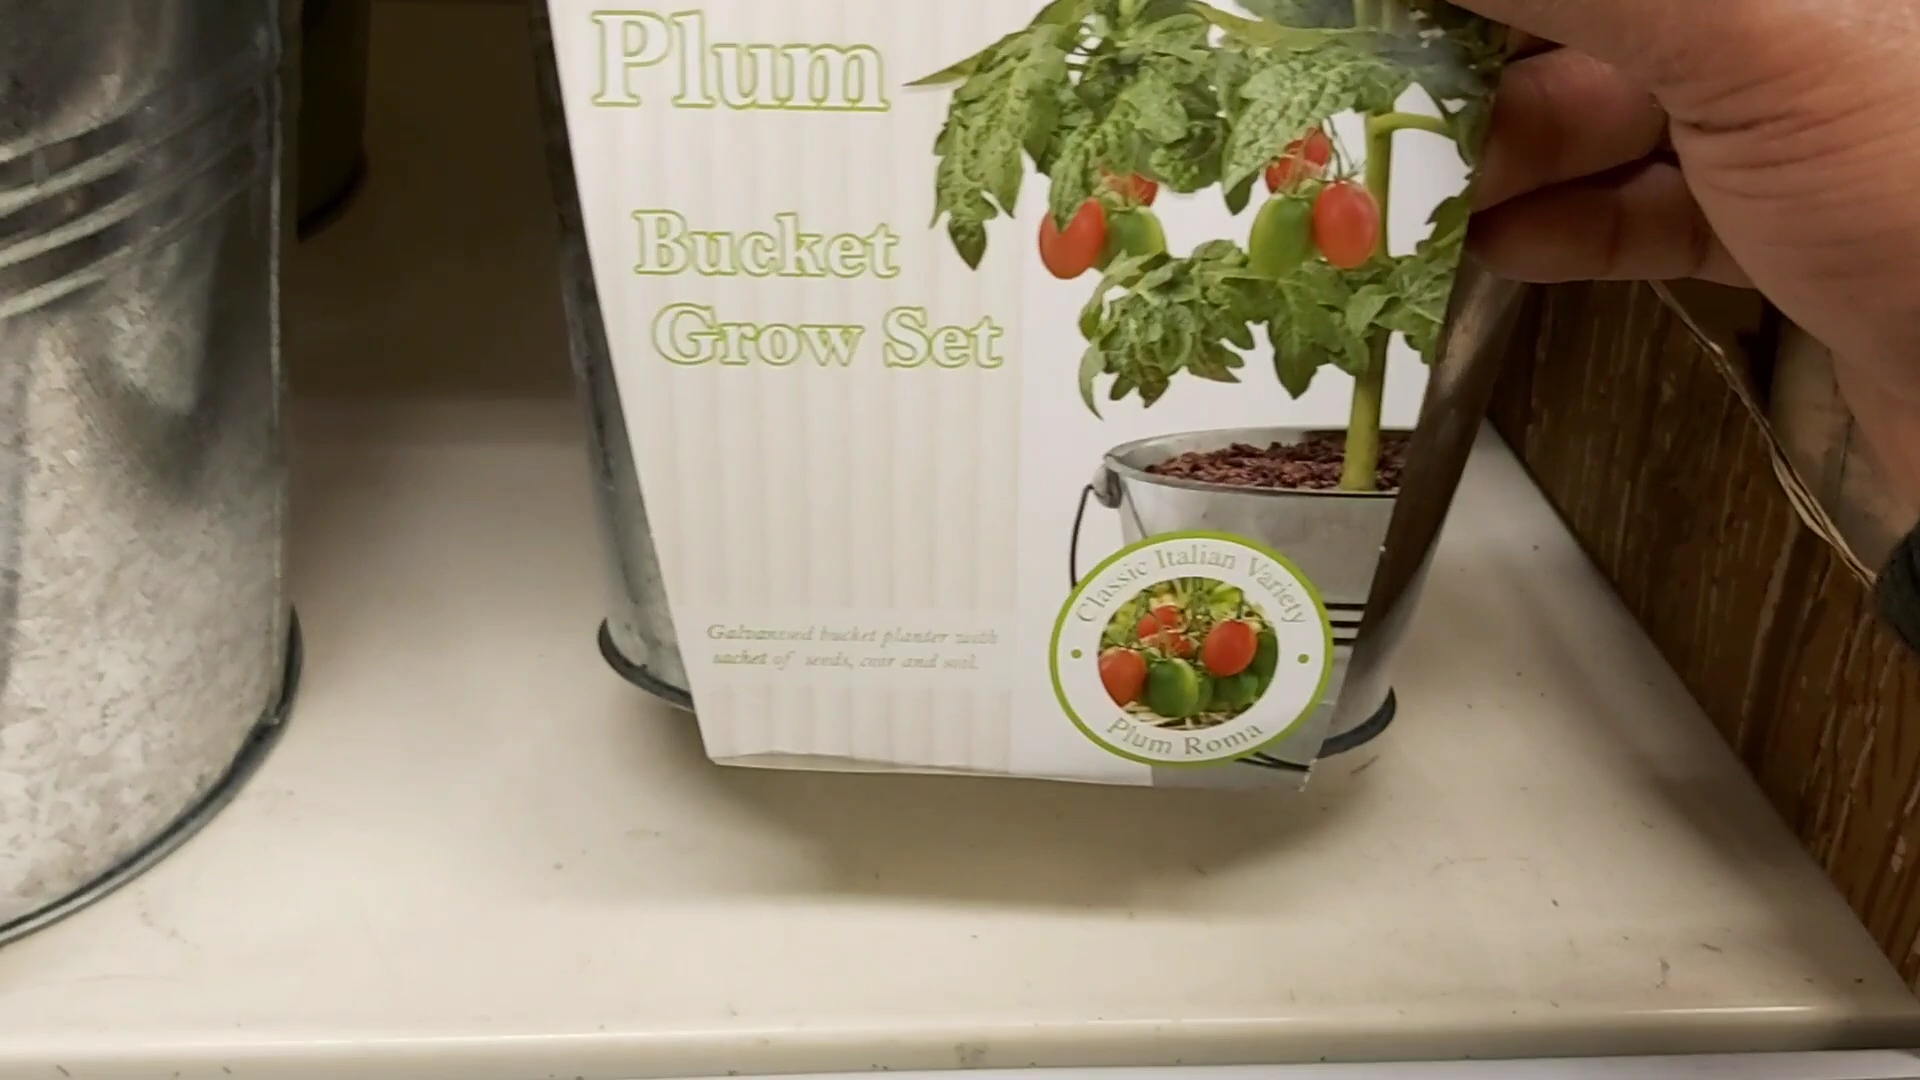 Plum
Bucket
Grow Set
Galvanised bucket planter with
sachet of seeds, coir and soil.
Classic Italian Variety
Plum Roma